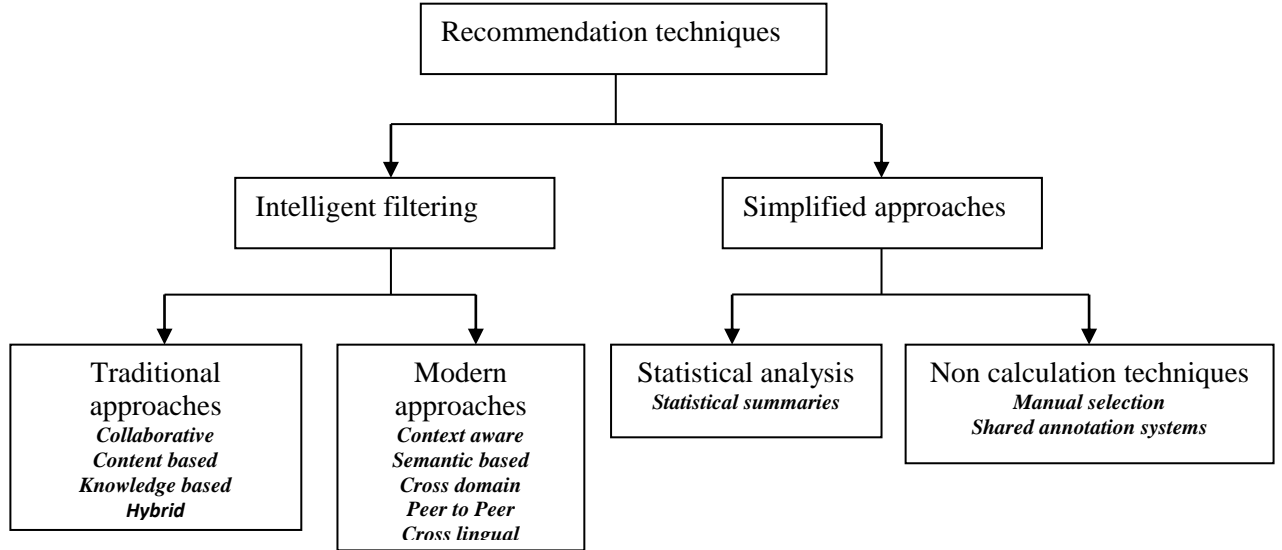 Recommendation techniques
Intelligent filtering
Simplified approaches
Traditional
approaches
Collaborative
Content based
Knowledge based
Hybrid
Modern
approaches
Context aware
Semantic based
Cross domain
Peer to Peer
Cross lingual
Statistical analysis
Statistical summaries
Non calculation techniques
Manual selection
Shared annotation systems